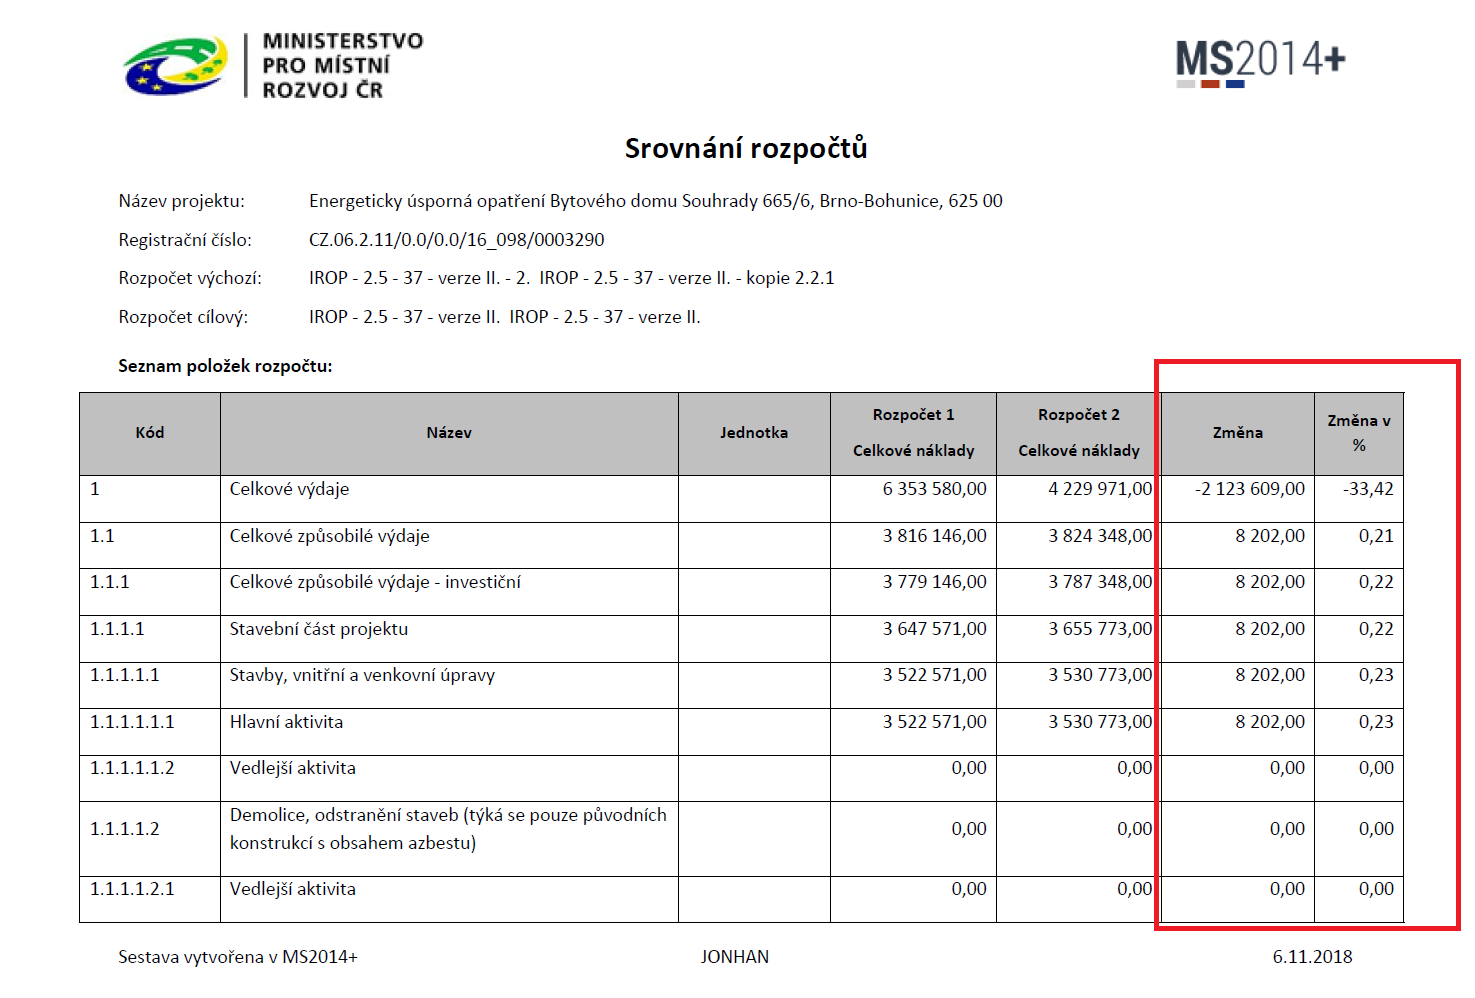 MINISTERSTVO
PRO MÍSTNÍ
ROZVOJ ČR
MS2014+
Srovnání rozpočtů
Název projektu: Energeticky úsporná opatření Bytového domu Souhrady 665/6, Brno-Bohunice, 625 00
Registrační číslo: CZ.06.2.11/0.0/0.0/16_098/0003290
Rozpočet výchozí: IROP - 2.5 - 37 - verze II. - 2. IROP - 2.5 - 37 - verze II. - kopie 2.2.1
Rozpočet cílový: IROP - 2.5 - 37 - verze II. IROP - 2.5 - 37 - verze II.
Seznam položek rozpočtu:
Kód Název Jednotka Rozpočet 1 Celkové náklady Rozpočet 2 Celkové náklady Změna Změna v %
1 Celkové výdaje 6 353 580,00 4 229 971,00 -2 123 609,00 -33,42
1.1 Celkové způsobilé výdaje 3 816 146,00 3 824 348,00 8 202,00 0,21
1.1.1 Celkové způsobilé výdaje - investiční 3 779 146,00 3 787 348,00 8 202,00 0,22
1.1.1.1 Stavební část projektu 3 647 571,00 3 655 773,00 8 202,00 0,22
1.1.1.1.1 Stavby, vnitřní a venkovní úpravy 3 522 571,00 3 530 773,00 8 202,00 0,23
1.1.1.1.1.1 Hlavní aktivita 3 522 571,00 3 530 773,00 8 202,00 0,23
1.1.1.1.1.2 Vedlejší aktivita 0,00 0,00 0,00 0,00
1.1.1.1.2 Demolice, odstranění staveb (týká se pouze původních
konstrukcí s obsahem azbestu) 0,00 0,00 0,00 0,00
1.1.1.1.2.1 Vedlejší aktivita 0,00 0,00 0,00 0,00
Sestava vytvořena v MS2014+ JONHAN 6.11.2018